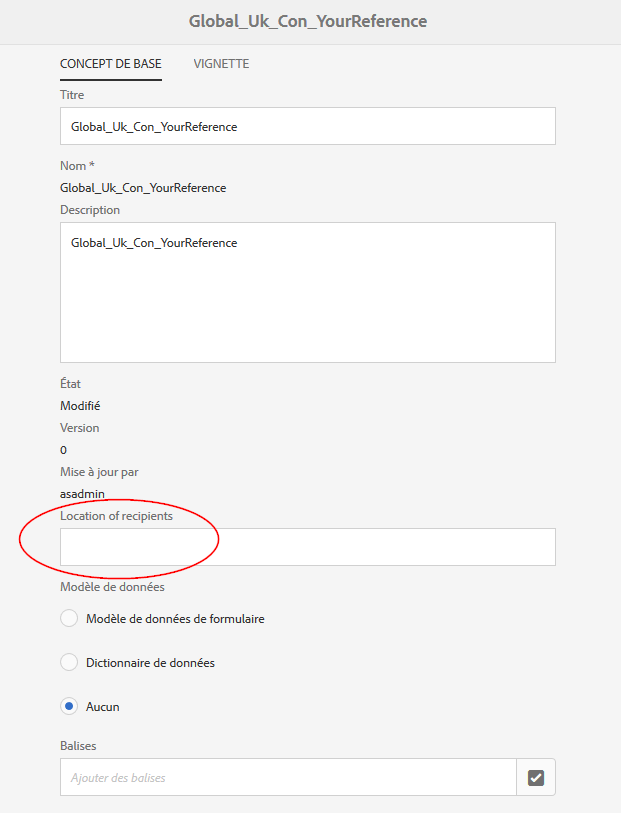 Global_Uk_Con_YourReference
CONCEPT DE BASE VIGNETTE
Titre
Global_Uk_Con_YourReference
Nom *
Global_Uk_Con_YourReference
Description
Global_Uk_Con_YourReference
État
Modifié
Version
0
Mise à jour par
asadmin
Location of recipients
Modèle de données
Modèle de données de formulaire
Dictionnaire de données
Aucun
Balises
Ajouter des balises